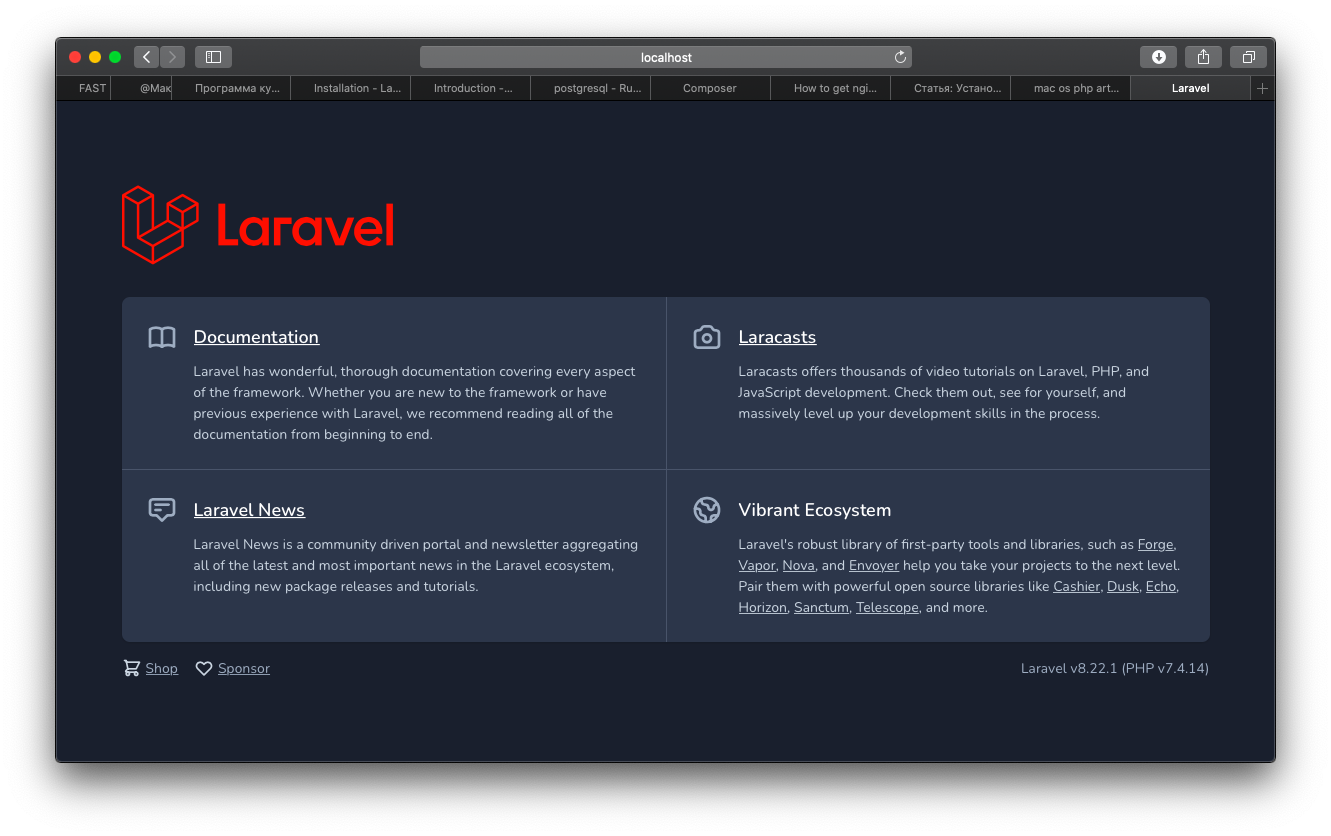 localhost
FAST
@Мак
Программа ку...
Installation - La...
Introduction -...
postgresql - Ru...
Composer
How to get ngi...
Статья: Устано...
mac os php art...
Laravel
Laravel
Documentation
Laravel has wonderful, thorough documentation covering every aspect
of the framework. Whether you are new to the framework or have
previous experience with Laravel, we recommend reading all of the
documentation from beginning to end.
Laracasts
Laracasts offers thousands of video tutorials on Laravel, PHP, and
JavaScript development. Check them out, see for yourself, and
massively level up your development skills in the process.
Laravel News
Laravel News is a community driven portal and newsletter aggregating
all of the latest and most important news in the Laravel ecosystem,
including new package releases and tutorials.
Vibrant Ecosystem
Laravel's robust library of first-party tools and libraries, such as Forge,
Vapor, Nova, and Envoyer help you take your projects to the next level.
Pair them with powerful open source libraries like Cashier, Dusk, Echo,
Horizon, Sanctum, Telescope, and more.
Shop
Sponsor
Laravel v8.22.1 (PHP v7.4.14)